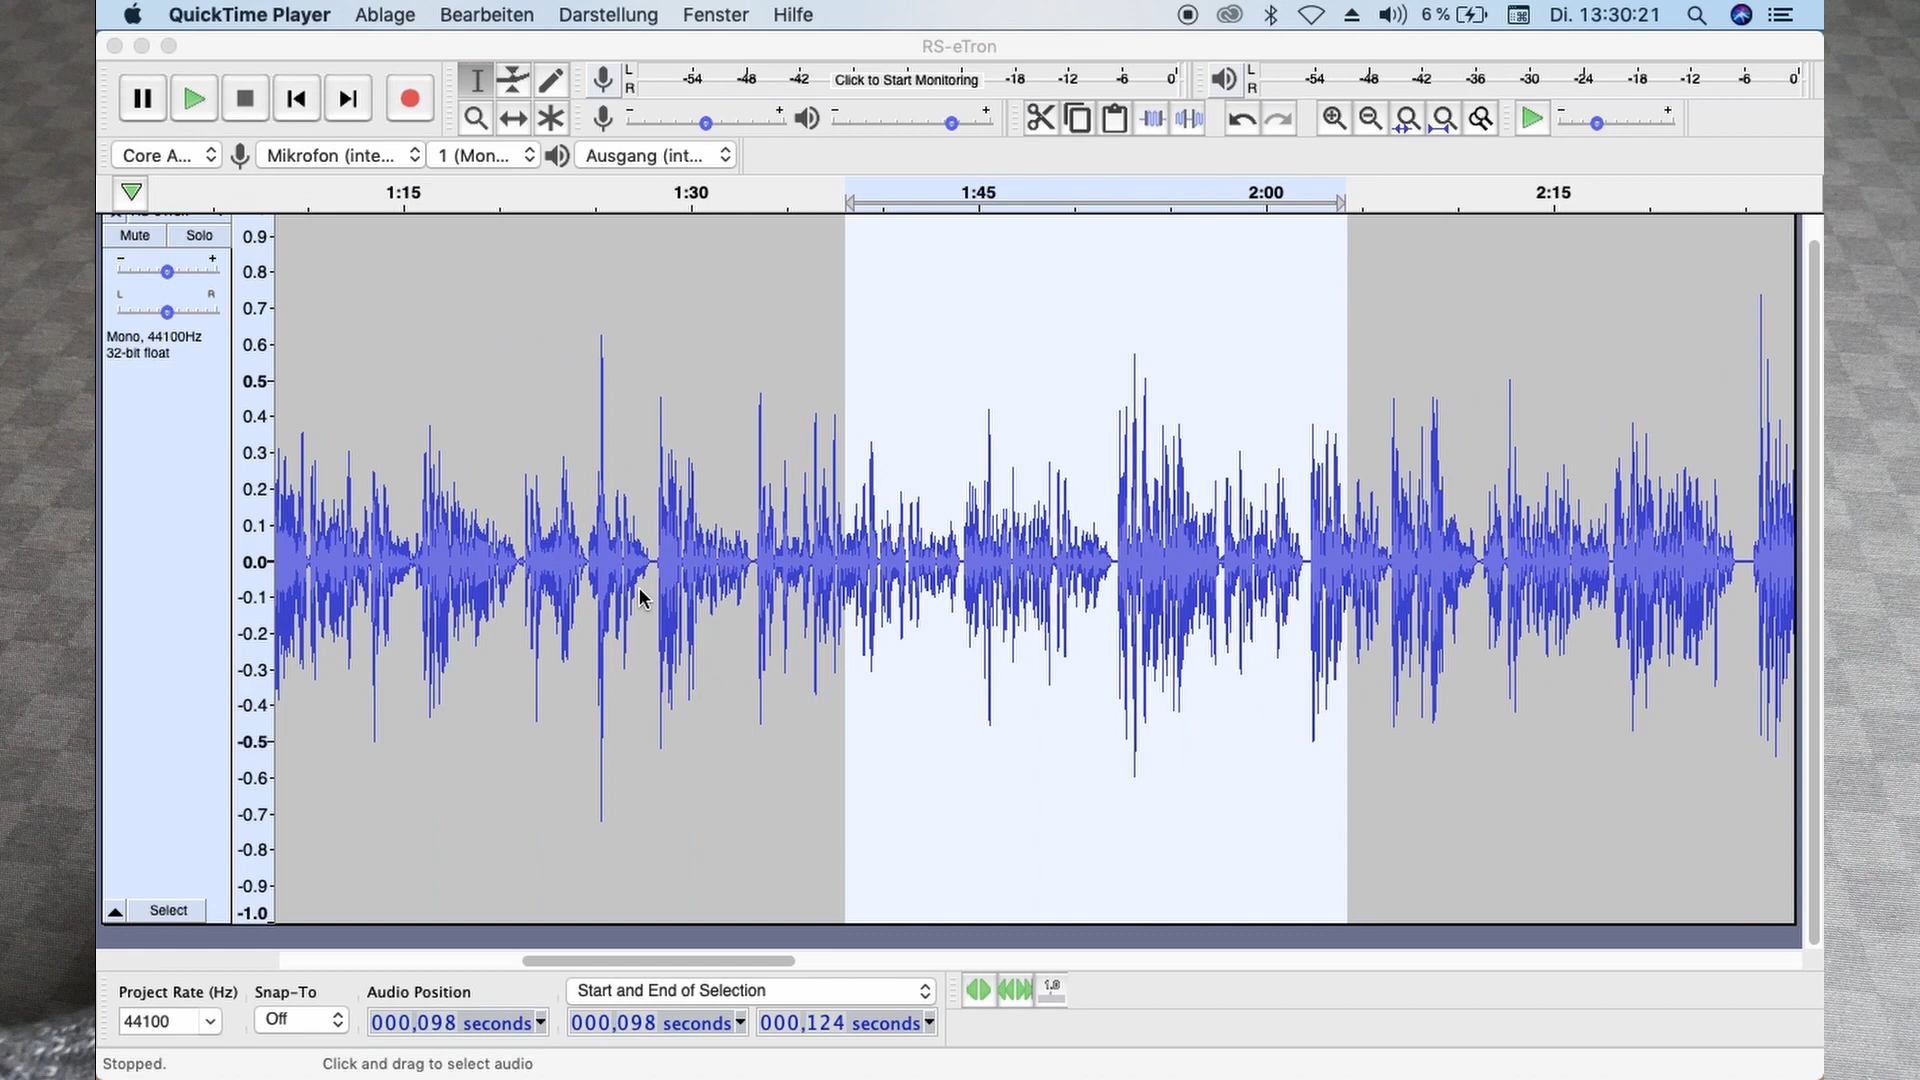 QuickTime Player Ablage Bearbeiten Darstellung Fenster Hilfe 6 % Di. 13:30:21
RS-eTron
L -54 -48 -42 Click to Start Monitoring -18 -12 -6 0 L -54 -48 -42 -36 -30 -24 -18 -12 -6 0
R R
- + - + - +
Core A... Mikrofon (inte... 1 (Mon... Ausgang (int...
1:15 1:30 1:45 2:00 2:15
Mute Solo
- +
L R
Mono, 44100Hz
32-bit float
0.9
0.8
0.7
0.6
0.5
0.4
0.3
0.2
0.1
0.0
-0.1
-0.2
-0.3
-0.4
-0.5
-0.6
-0.7
-0.8
-0.9
-1.0
Select
Project Rate (Hz) Snap-To Audio Position Start and End of Selection 1.0
44100 Off 000,098 seconds 000,098 seconds 000,124 seconds
Stopped. Click and drag to select audio